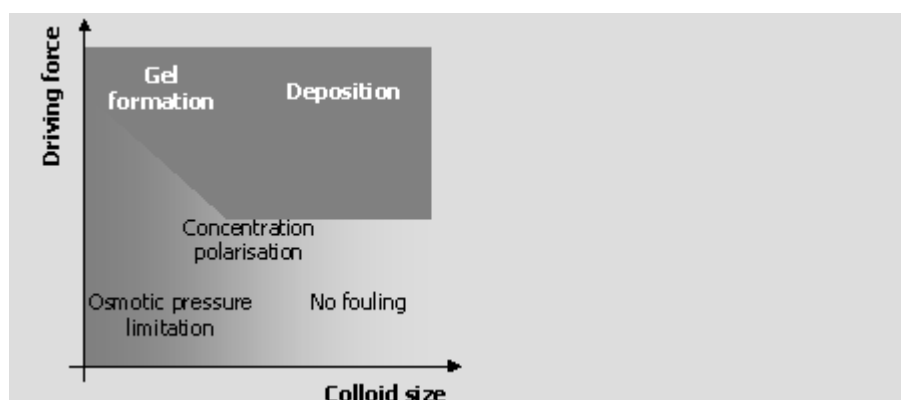 Driving force
Gel
formation
Deposition
Concentration
polarisation
Osmotic pressure
limitation
No fouling
Colloid size